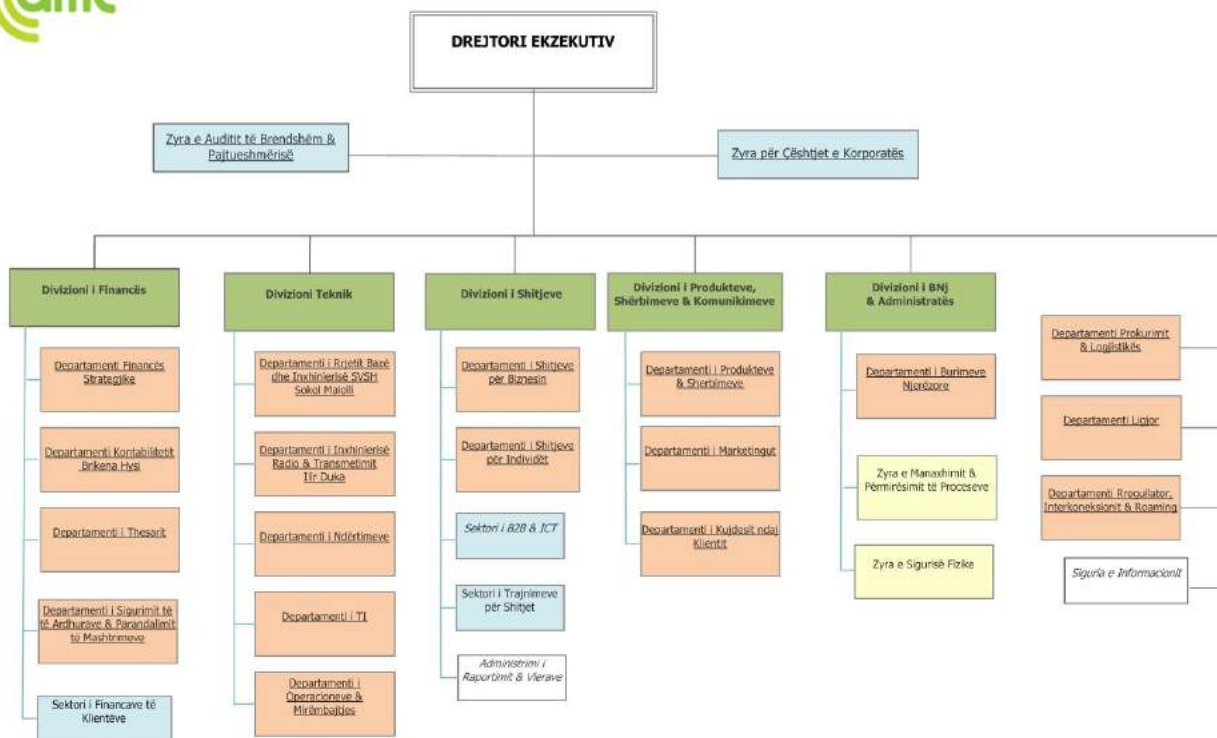 amc
DREJTORI EKZEKUTIV
Zyra e Auditit të Brendshëm &
Pajtueshmërisë
Zyra për Çështjet e Korporatës
Divizioni i Financës
Departamenti Financës
Strategjike
Departamenti Kontabilitetit
Brikena Hysi
Departamenti i Thesarit
Departamenti i Sigurimit të
të Ardhurave & Parandalimit
të Mashtrimeve
Sektori i Financave të
Klientëve
Divizioni Teknik
Departamenti i Rrjetit Bazë
dhe Inxhinierisë SVSH
Sokol Maiolli
Departamenti i Inxhinierisë
Radio & Transmetimit
Ilir Duka
Departamenti i Ndërtimeve
Departamenti i TI
Departamenti i
Operacioneve &
Mirëmbajtjes
Divizioni i Shitjeve
Departamenti i Shitjeve
për Biznesin
Departamenti i Shitjeve
për Individët
Sektori i B2B & ICT
Sektori i Trajnimeve
për Shitjet
Administrimi i
Raportimit & Vlerave
Divizioni i Produkteve,
Shërbimeve & Komunikimeve
Departamenti i Produkteve
& Sherbimeve
Departamenti i Marketingut
Departamenti i Kujdesit ndaj
Klientit
Divizioni i BNj
& Administratës
Departamenti i Burimeve
Njerëzore
Zyra e Manaxhimit &
Përmirësimit të Proceseve
Zyra e Sigurisë Fizike
Departamenti Prokurimit
& Logjistikës
Departamenti Ligjor
Departamenti Rregullator,
Interkoneksionit & Roaming
Siguria e Informacionit